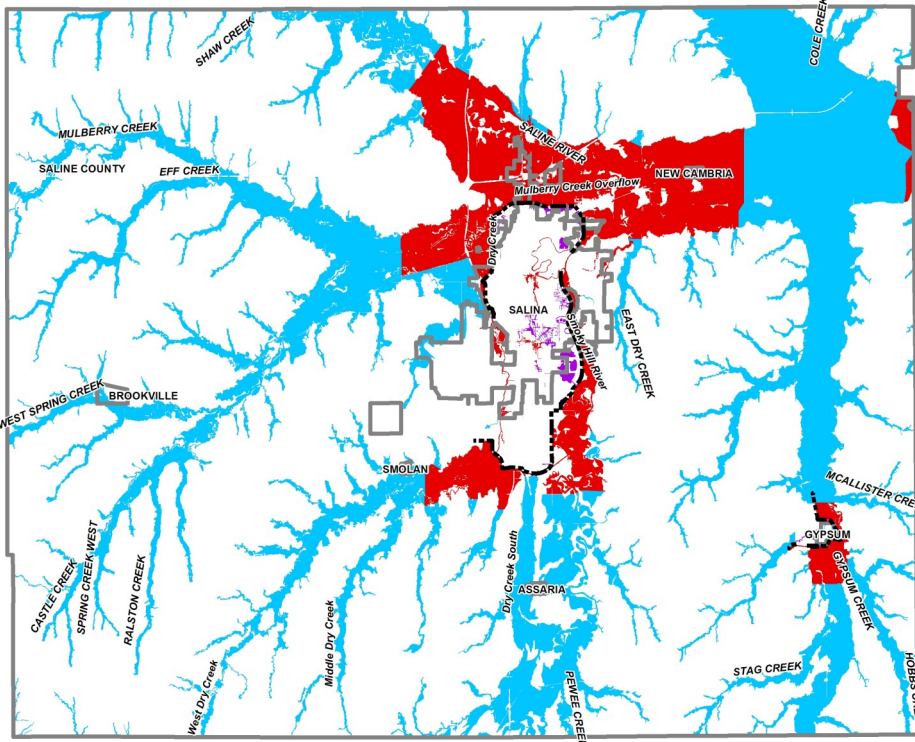 COLE CREEK
SHAW CREEK
MULBERRY CREEK
SALINE COUNTY
EFF CREEK
SALINE RIVER
NEW CAMBRIA
Mulberry Creek Overflow
Dry Creek
SALINA
Smoky Hill River
EAST DRY CREEK
WEST SPRING CREEK
BROOKVILLE
SMOLAN
MCALLISTER CRE
GYPSUM
GYPSUM CREEK
CASTLE CREEK
SPRING CREEK WEST
RALSTON CREEK
Dry Creek South
ASSARIA
Middle Dry Creek
West Dry Creek
PEWEE CREEK
STAG CREEK
HOBBS